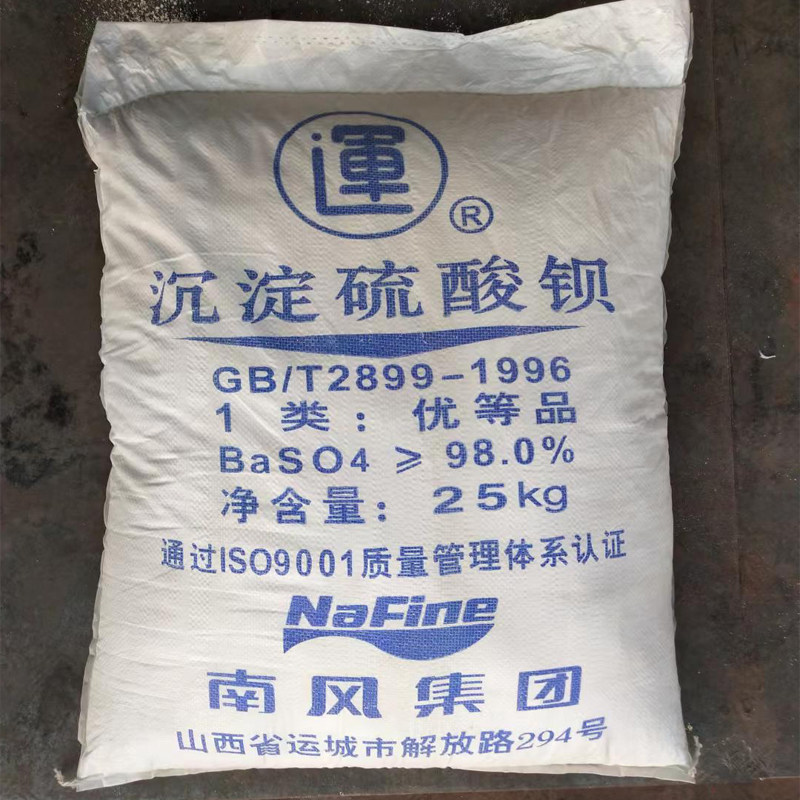 運
®
沉淀硫酸钡
GB/T2899-1996
1 类：优等品
BaSO4 ≥ 98.0%
净含量：25kg
通过ISO9001质量管理体系认证
NaFine
南风集团
山西省运城市解放路294号